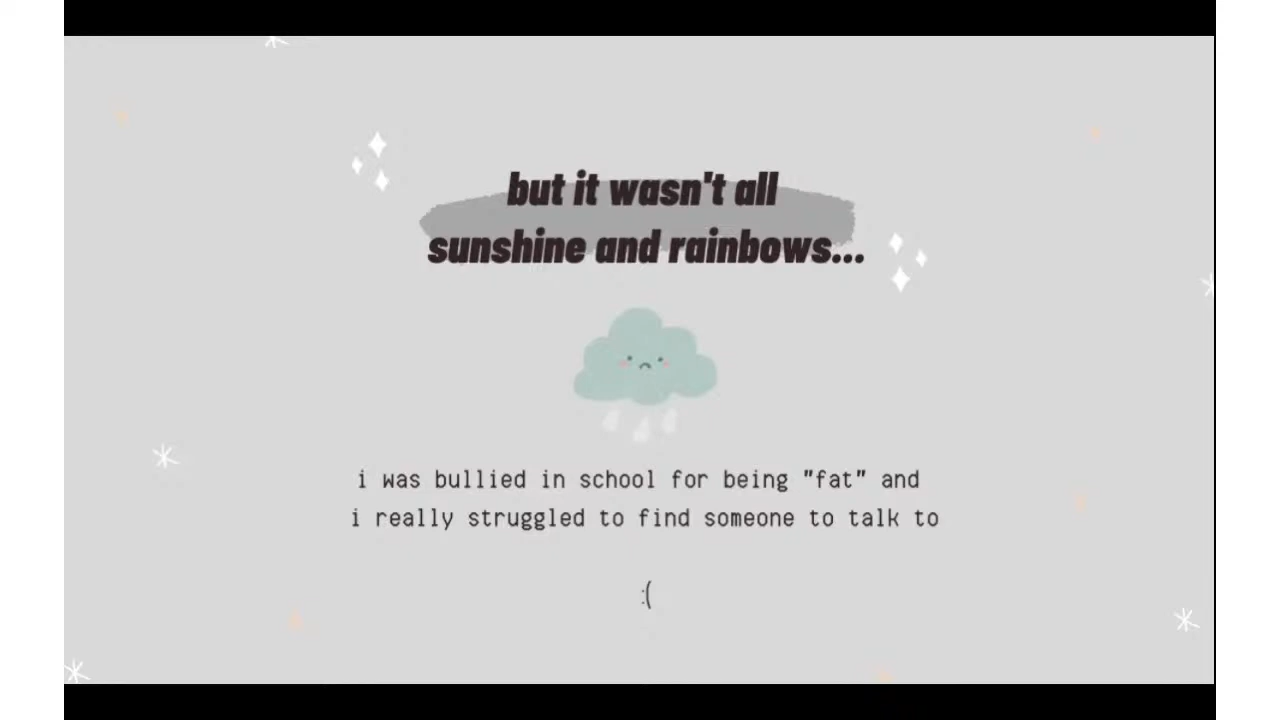 but it wasn't all
sunshine and rainbows...
i was bullied in school for being "fat" and
i really struggled to find someone to talk to
:(